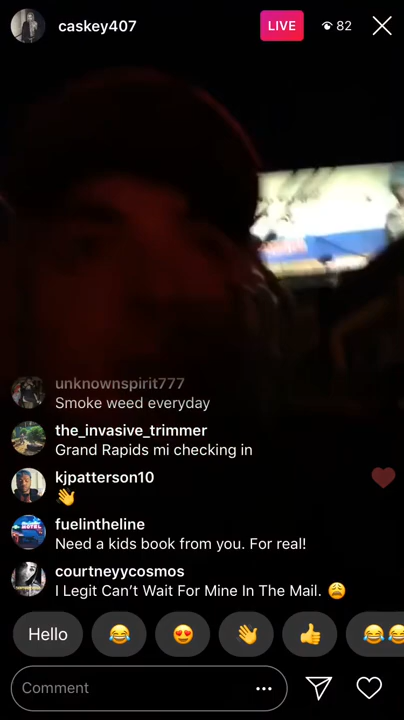 caskey407
LIVE
82
unknownspirit777
Smoke weed everyday
the_invasive_trimmer
Grand Rapids mi checking in
kjpatterson10
👋
fuelintheline
Need a kids book from you. For real!
courtneyycosmos
I Legit Can’t Wait For Mine In The Mail. 😩
Hello 😂 😍 👋 👍 😂😂
Comment